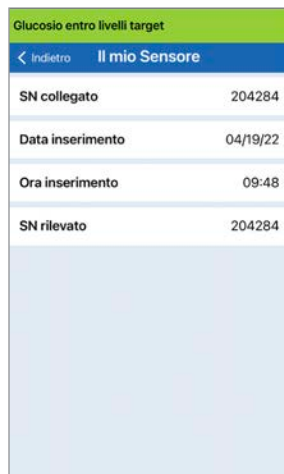 Glucosio entro livelli target
Indietro Il mio Sensore
SN collegato 204284
Data inserimento 04/19/22
Ora inserimento 09:48
SN rilevato 204284